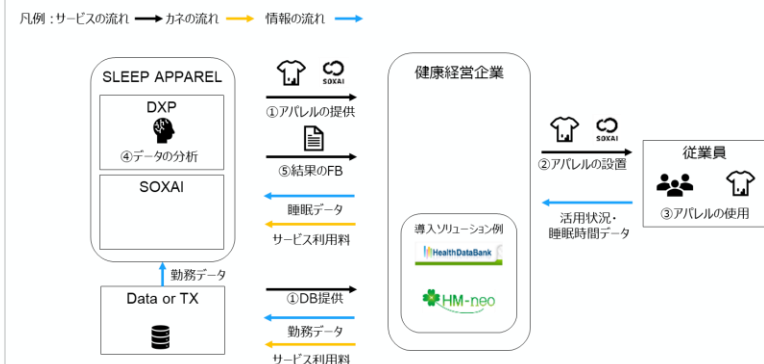 凡例：サービスの流れ カネの流れ 情報の流れ
SLEEP APPAREL
DXP
④データの分析
SOXAI
SOXAI
①アパレルの提供
⑤結果のFB
睡眠データ
サービス利用料
健康経営企業
導入ソリューション例
HealthDataBank
HM-neo
SOXAI
②アパレルの設置
活用状況・
睡眠時間データ
従業員
③アパレルの使用
勤務データ
Data or TX
①DB提供
勤務データ
サービス利用料